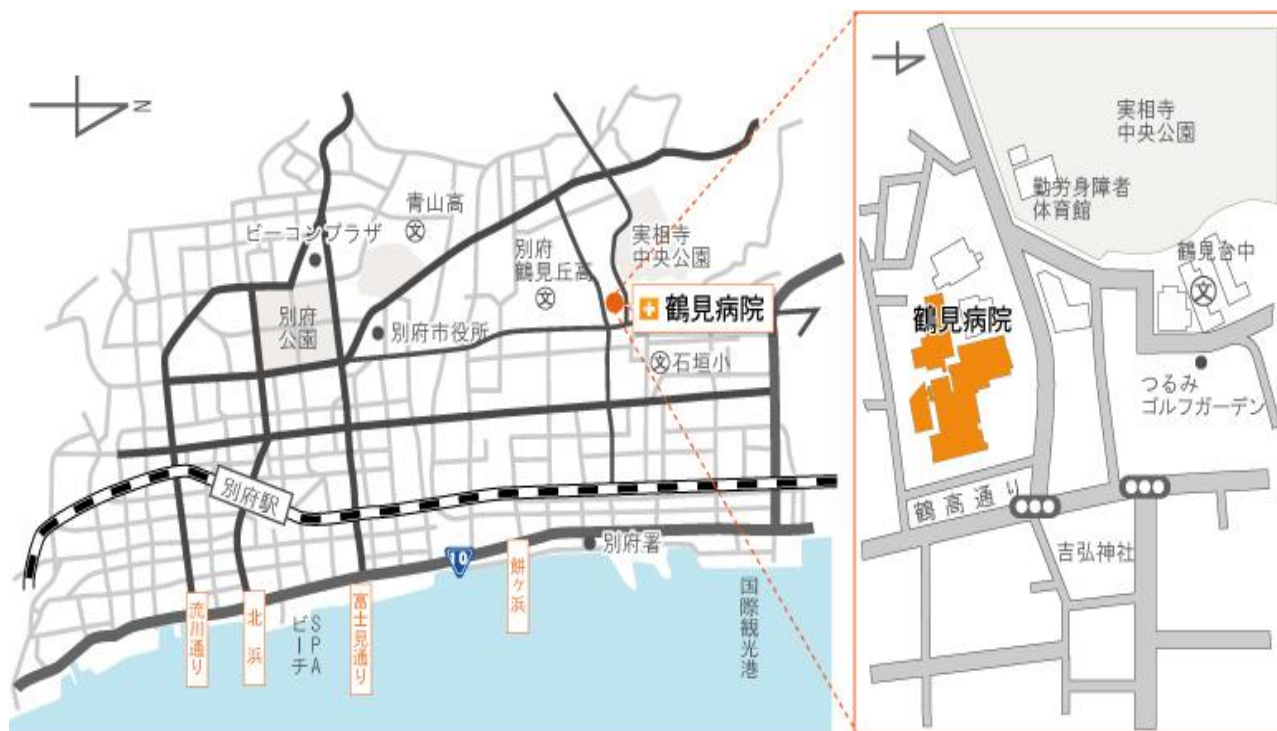 N
青山高
文
ビーコンプラザ
別府
鶴見丘高
文
実相寺
中央公園
鶴見病院
別府
公園
別府市役所
文
石垣小
別府駅
10
別府署
流川通り
北浜
SPA
ビーチ
富士見通り
餅ヶ浜
国際観光港
実相寺
中央公園
勤労身障者
体育館
鶴見台中
文
鶴見病院
つるみ
ゴルフガーデン
鶴高通り
吉弘神社